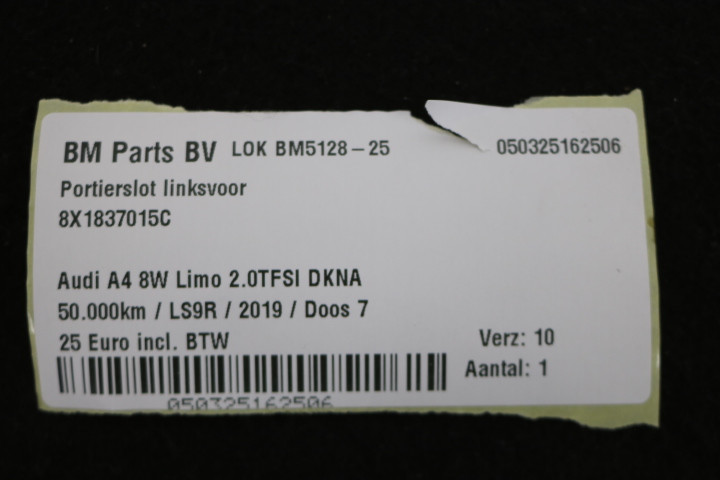 BM Parts BV LOK BM5128-25 050325162506
Portierslot linksvoor
8X1837015C
Audi A4 8W Limo 2.0TFSI DKNA
50.000km / LS9R / 2019 / Doos 7
25 Euro incl. BTW Verz: 10
Aantal: 1
050325162506